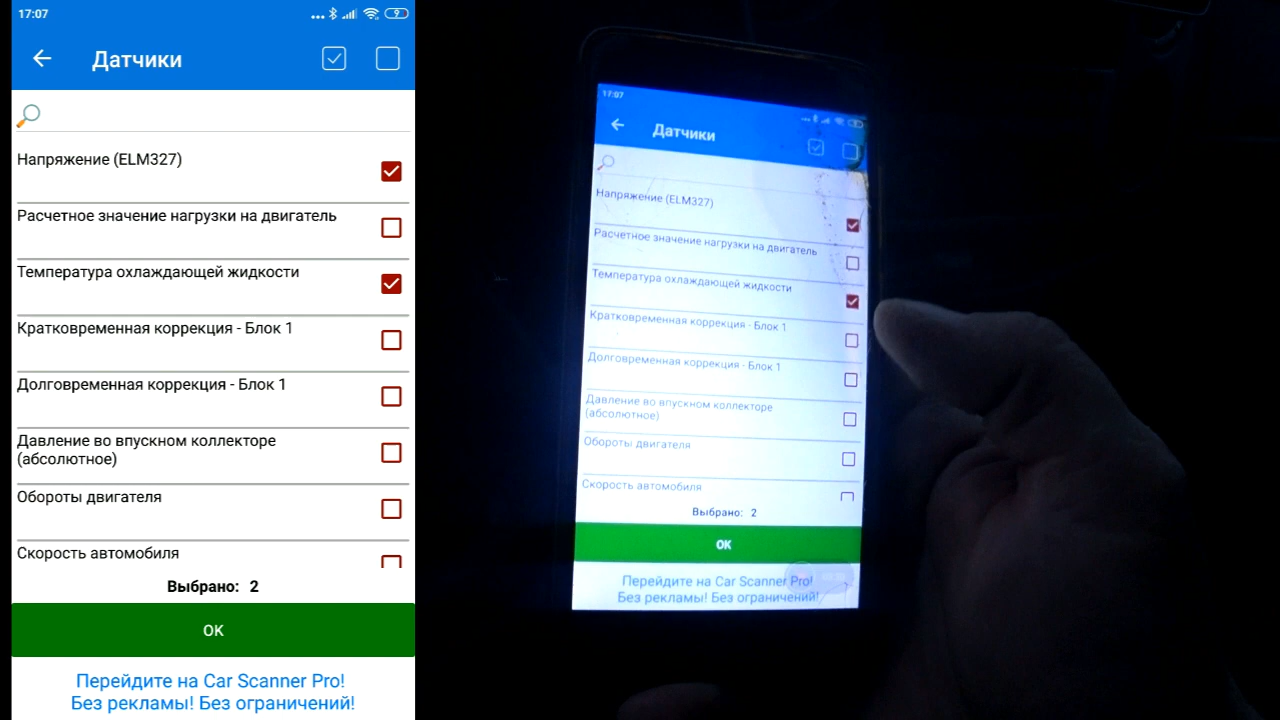 17:07
9
Датчики
Напряжение (ELM327)
Расчетное значение нагрузки на двигатель
Температура охлаждающей жидкости
Кратковременная коррекция - Блок 1
Долговременная коррекция - Блок 1
Давление во впускном коллекторе
(абсолютное)
Обороты двигателя
Скорость автомобиля
Выбрано: 2
OK
Перейдите на Car Scanner Pro!
Без рекламы! Без ограничений!
17:07
Датчики
Напряжение (ELM327)
Расчетное значение нагрузки на двигатель
Температура охлаждающей жидкости
Кратковременная коррекция - Блок 1
Долговременная коррекция - Блок 1
Давление во впускном коллекторе
(абсолютное)
Обороты двигателя
Скорость автомобиля
Выбрано: 2
OK
Перейдите на Car Scanner Pro!
Без рекламы! Без ограничений!